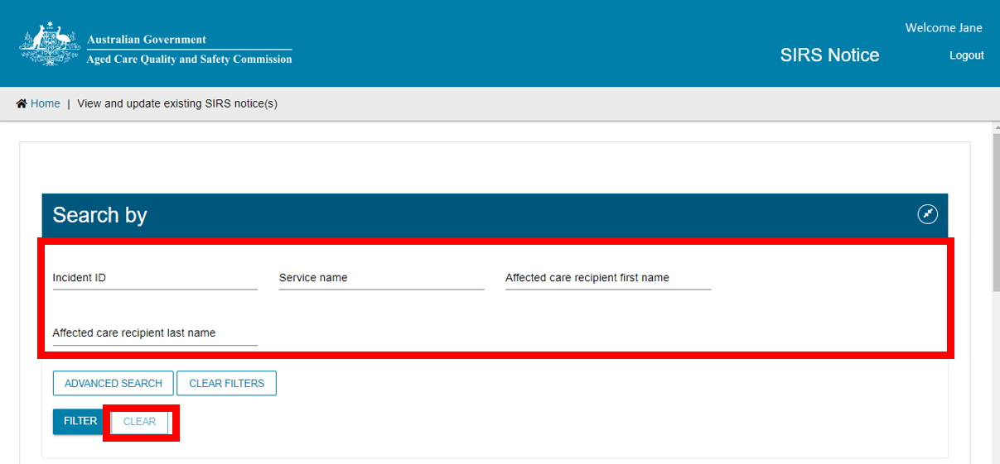 Australian Government
Aged Care Quality and Safety Commission
Welcome Jane
SIRS Notice
Logout
Home | View and update existing SIRS notice(s)
Search by
Incident ID Service name Affected care recipient first name
Affected care recipient last name
ADVANCED SEARCH CLEAR FILTERS
FILTER CLEAR